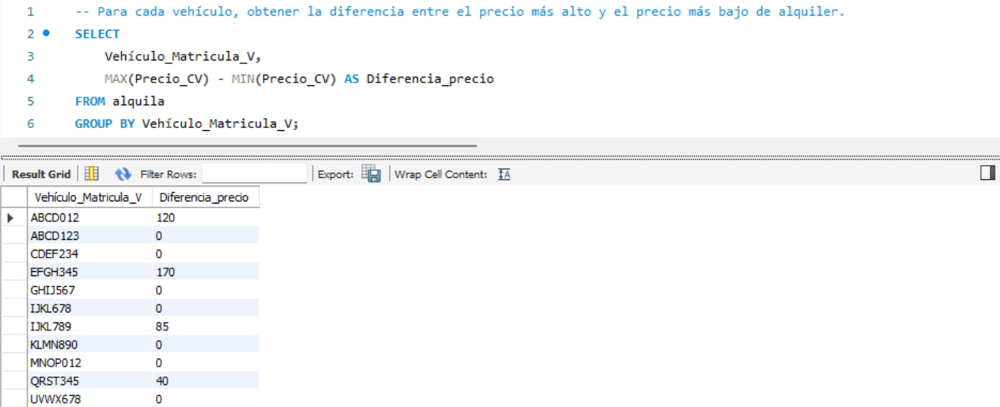 1 -- Para cada vehículo, obtener la diferencia entre el precio más alto y el precio más bajo de alquiler.
2 SELECT
3 Vehículo_Matricula_V,
4 MAX(Precio_CV) - MIN(Precio_CV) AS Diferencia_precio
5 FROM alquila
6 GROUP BY Vehículo_Matricula_V;
Result Grid Filter Rows: Export: Wrap Cell Content: IA
Vehículo_Matricula_V Diferencia_precio
ABCD012 120
ABCD123 0
CDEF234 0
EFGH345 170
GHIJ567 0
IJKL678 0
IJKL789 85
KLMN890 0
MNOP012 0
QRST345 40
UVWX678 0